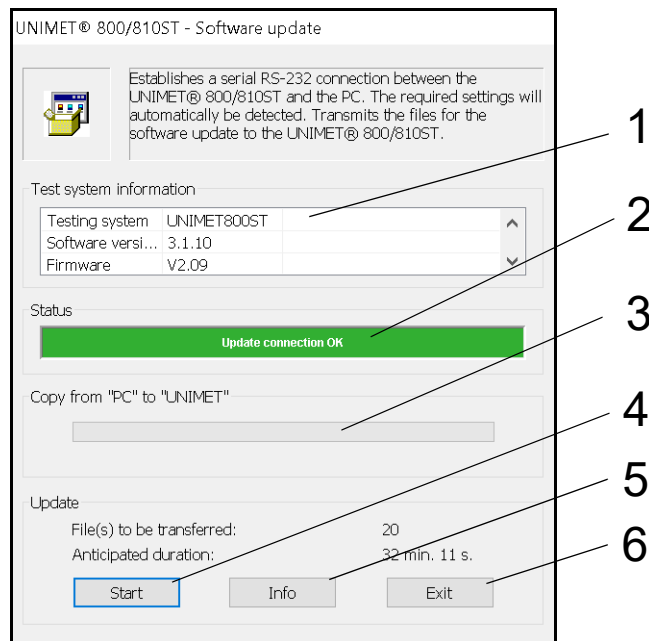 UNIMET® 800/810ST - Software update
Establishes a serial RS-232 connection between the
UNIMET® 800/810ST and the PC. The required settings will
automatically be detected. Transmits the files for the
software update to the UNIMET® 800/810ST.
1
Test system information
Testing system UNIMET800ST
2
Software versi... 3.1.10
Firmware V2.09
Status
3
Update connection OK
Copy from "PC" to "UNIMET"
4
5
Update
File(s) to be transferred: 20
6
Anticipated duration: 32 min. 11 s.
Start Info Exit